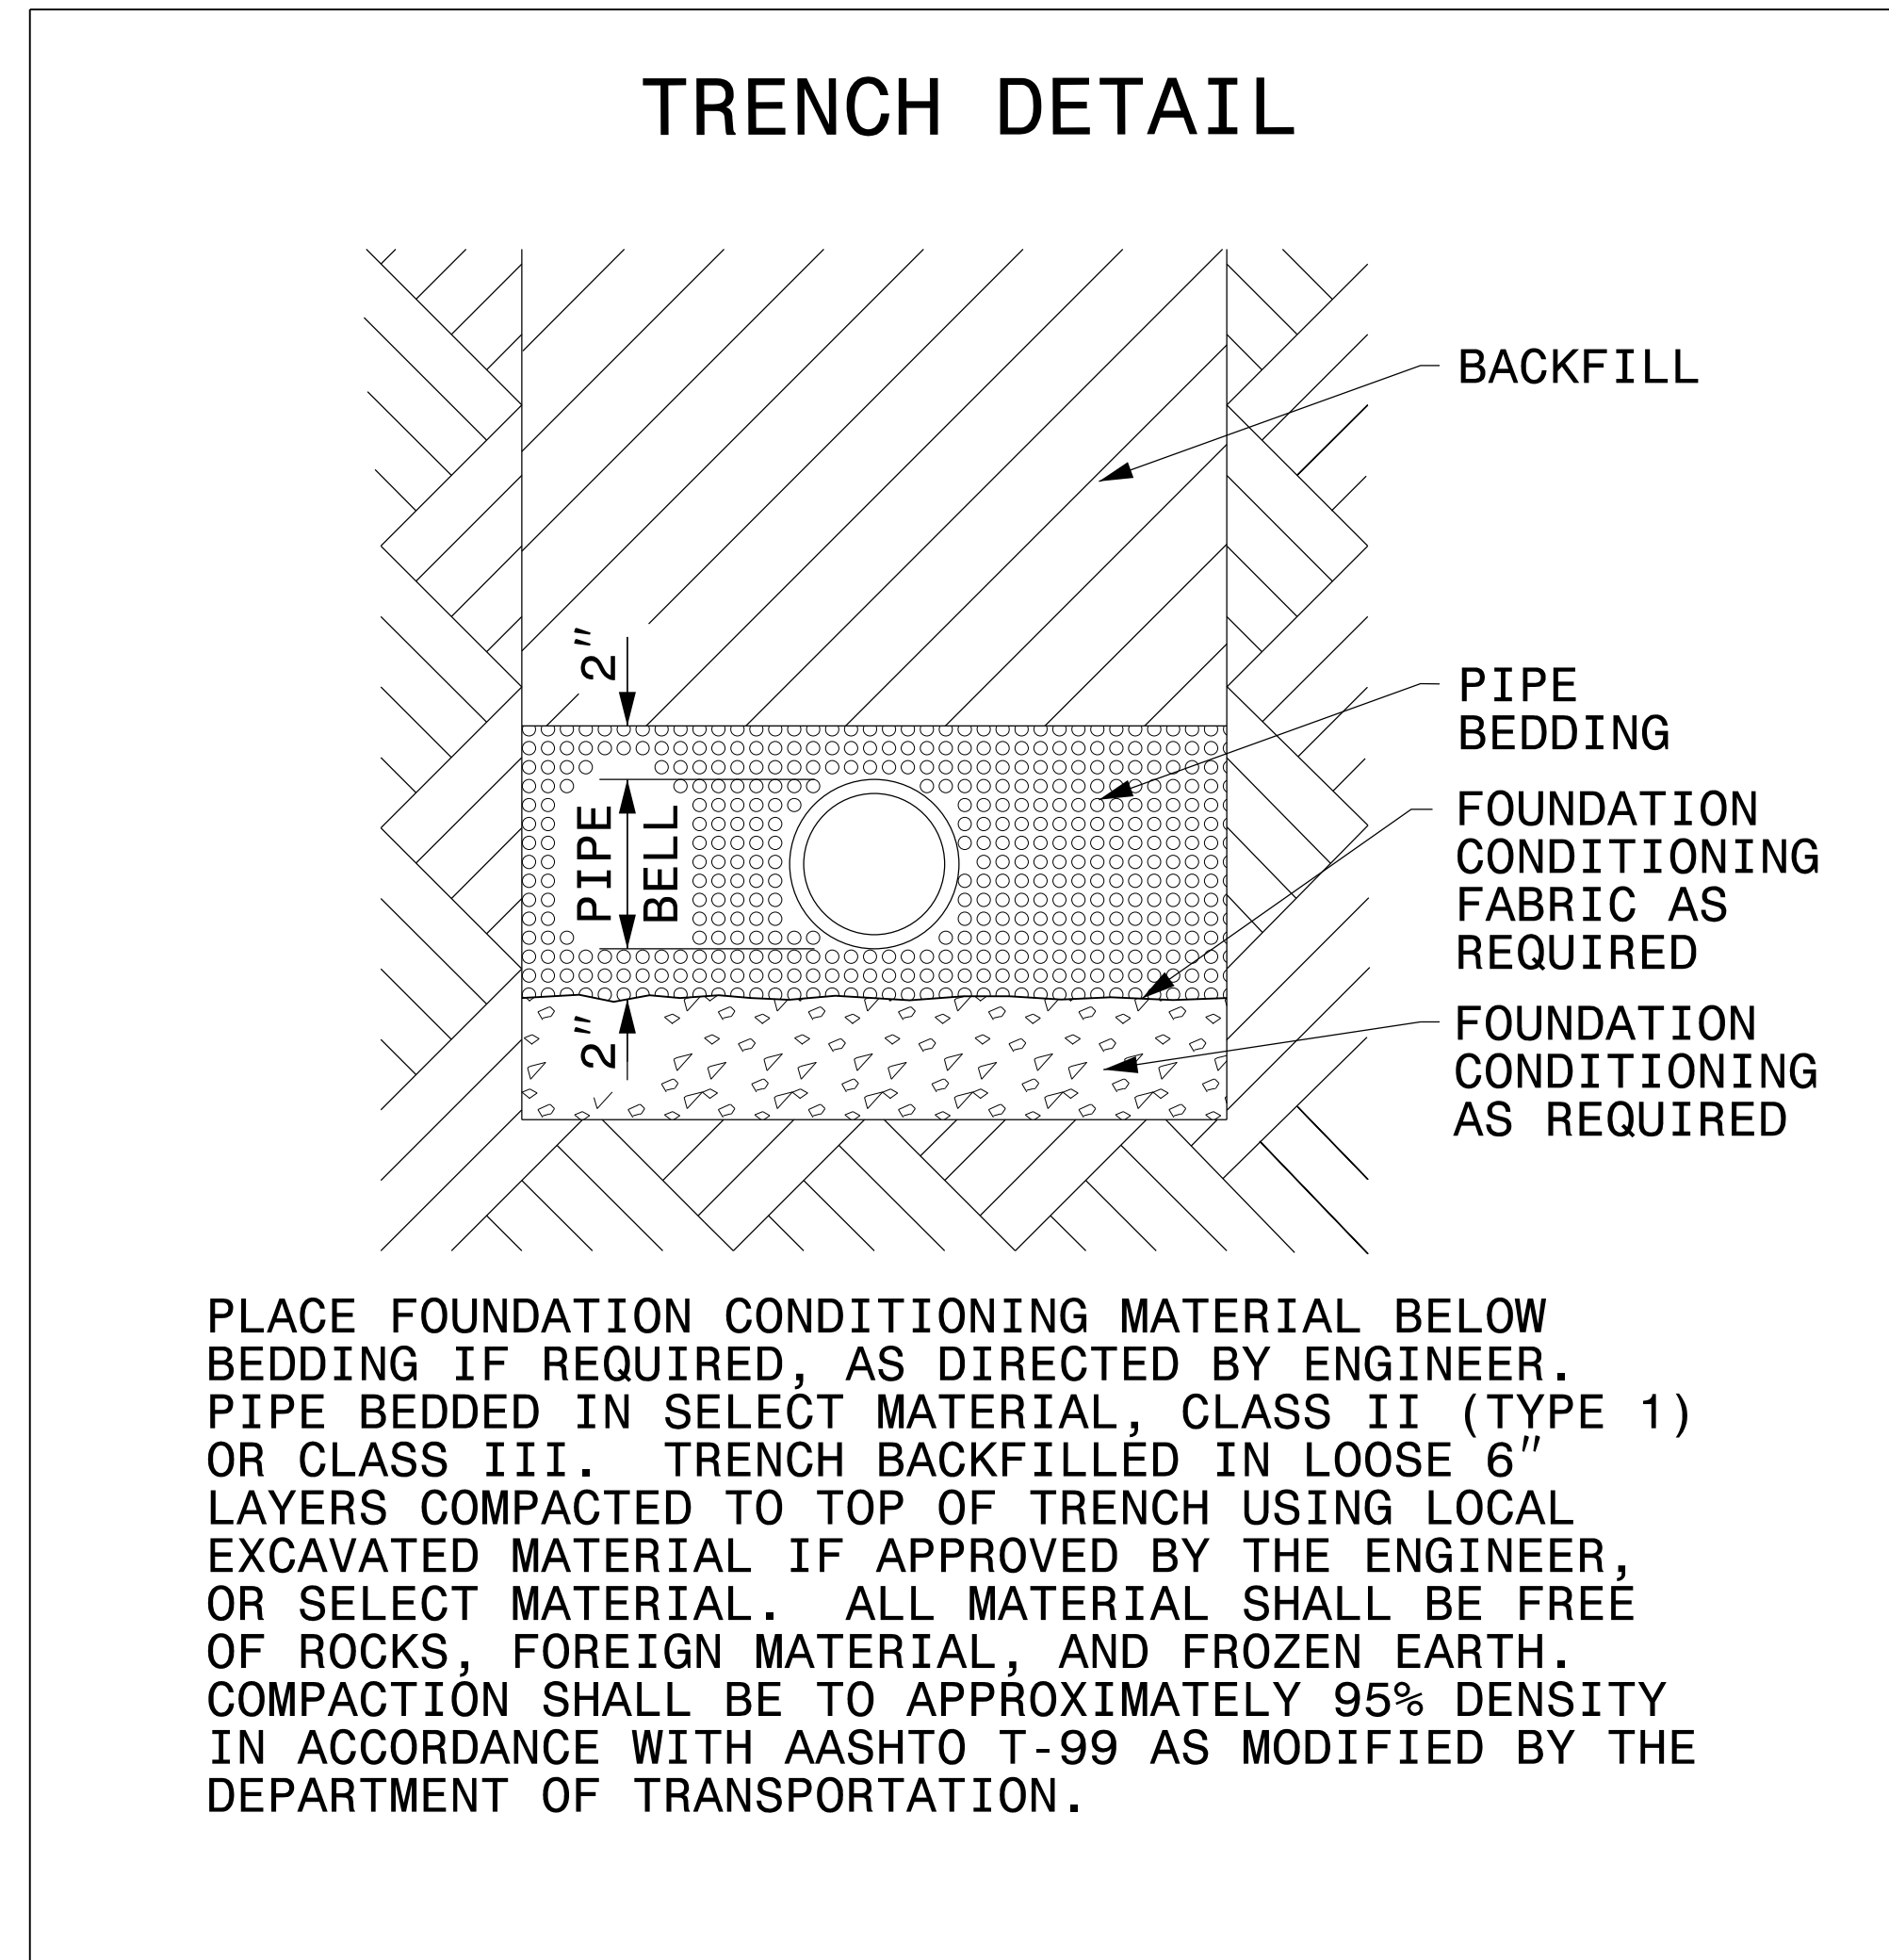 TRENCH DETAIL
BACKFILL
2"
PIPE
BEDDING
PIPE
BELL
FOUNDATION
CONDITIONING
FABRIC AS
REQUIRED
2"
FOUNDATION
CONDITIONING
AS REQUIRED
PLACE FOUNDATION CONDITIONING MATERIAL BELOW
BEDDING IF REQUIRED, AS DIRECTED BY ENGINEER.
PIPE BEDDED IN SELECT MATERIAL, CLASS II (TYPE 1)
OR CLASS III.  TRENCH BACKFILLED IN LOOSE 6"
LAYERS COMPACTED TO TOP OF TRENCH USING LOCAL
EXCAVATED MATERIAL IF APPROVED BY THE ENGINEER,
OR SELECT MATERIAL.  ALL MATERIAL SHALL BE FREE
OF ROCKS, FOREIGN MATERIAL, AND FROZEN EARTH.
COMPACTION SHALL BE TO APPROXIMATELY 95% DENSITY
IN ACCORDANCE WITH AASHTO T-99 AS MODIFIED BY THE
DEPARTMENT OF TRANSPORTATION.